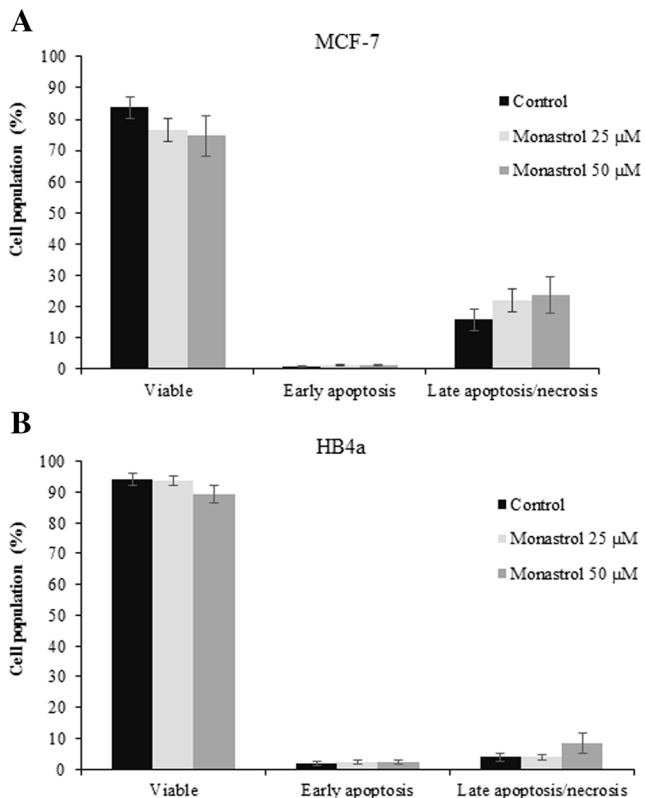 A
MCF-7
100
90
80
70
60
50
40
30
20
10
0
Cell population (%)
Control
Monastrol 25 μM
Monastrol 50 μM
Viable
Early apoptosis
Late apoptosis/necrosis
B
HB4a
100
90
80
70
60
50
40
30
20
10
0
Cell population (%)
Control
Monastrol 25 μM
Monastrol 50 μM
Viable
Early apoptosis
Late apoptosis/necrosis